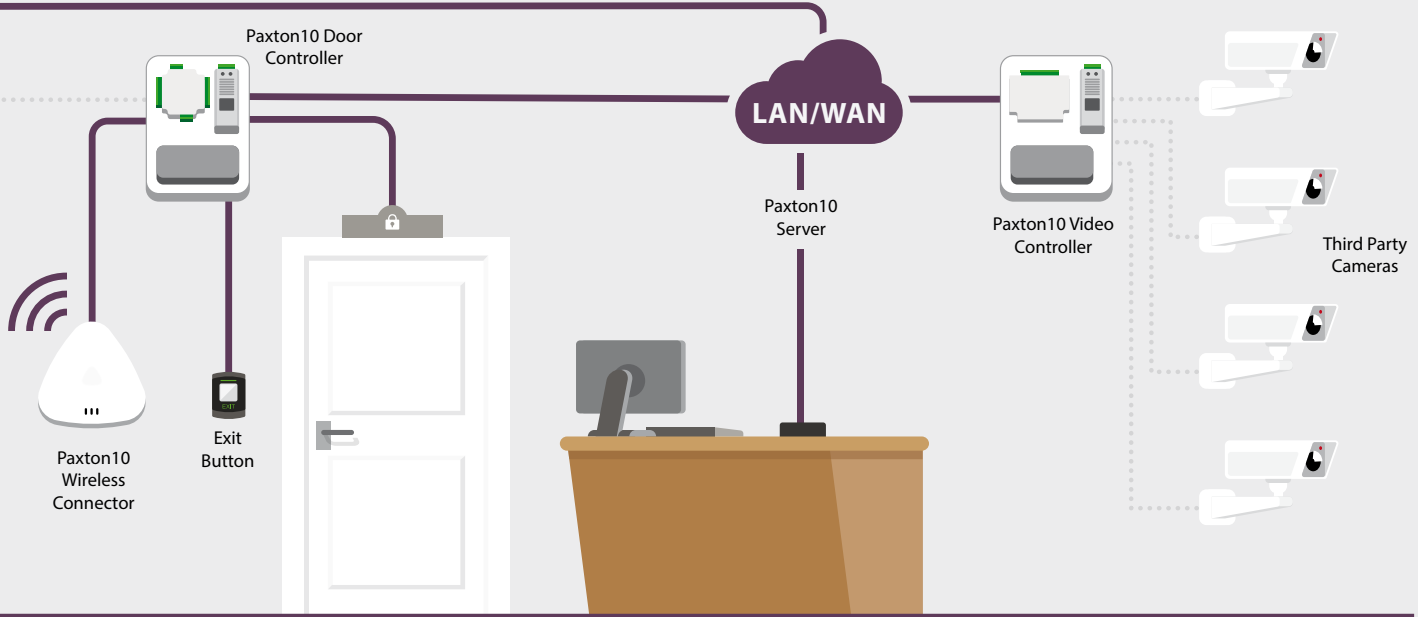 Paxton10 Door
Controller
LAN/WAN
Paxton10
Server
Paxton10 Video
Controller
Third Party
Cameras
EXIT
Exit
Button
Paxton10
Wireless
Connector